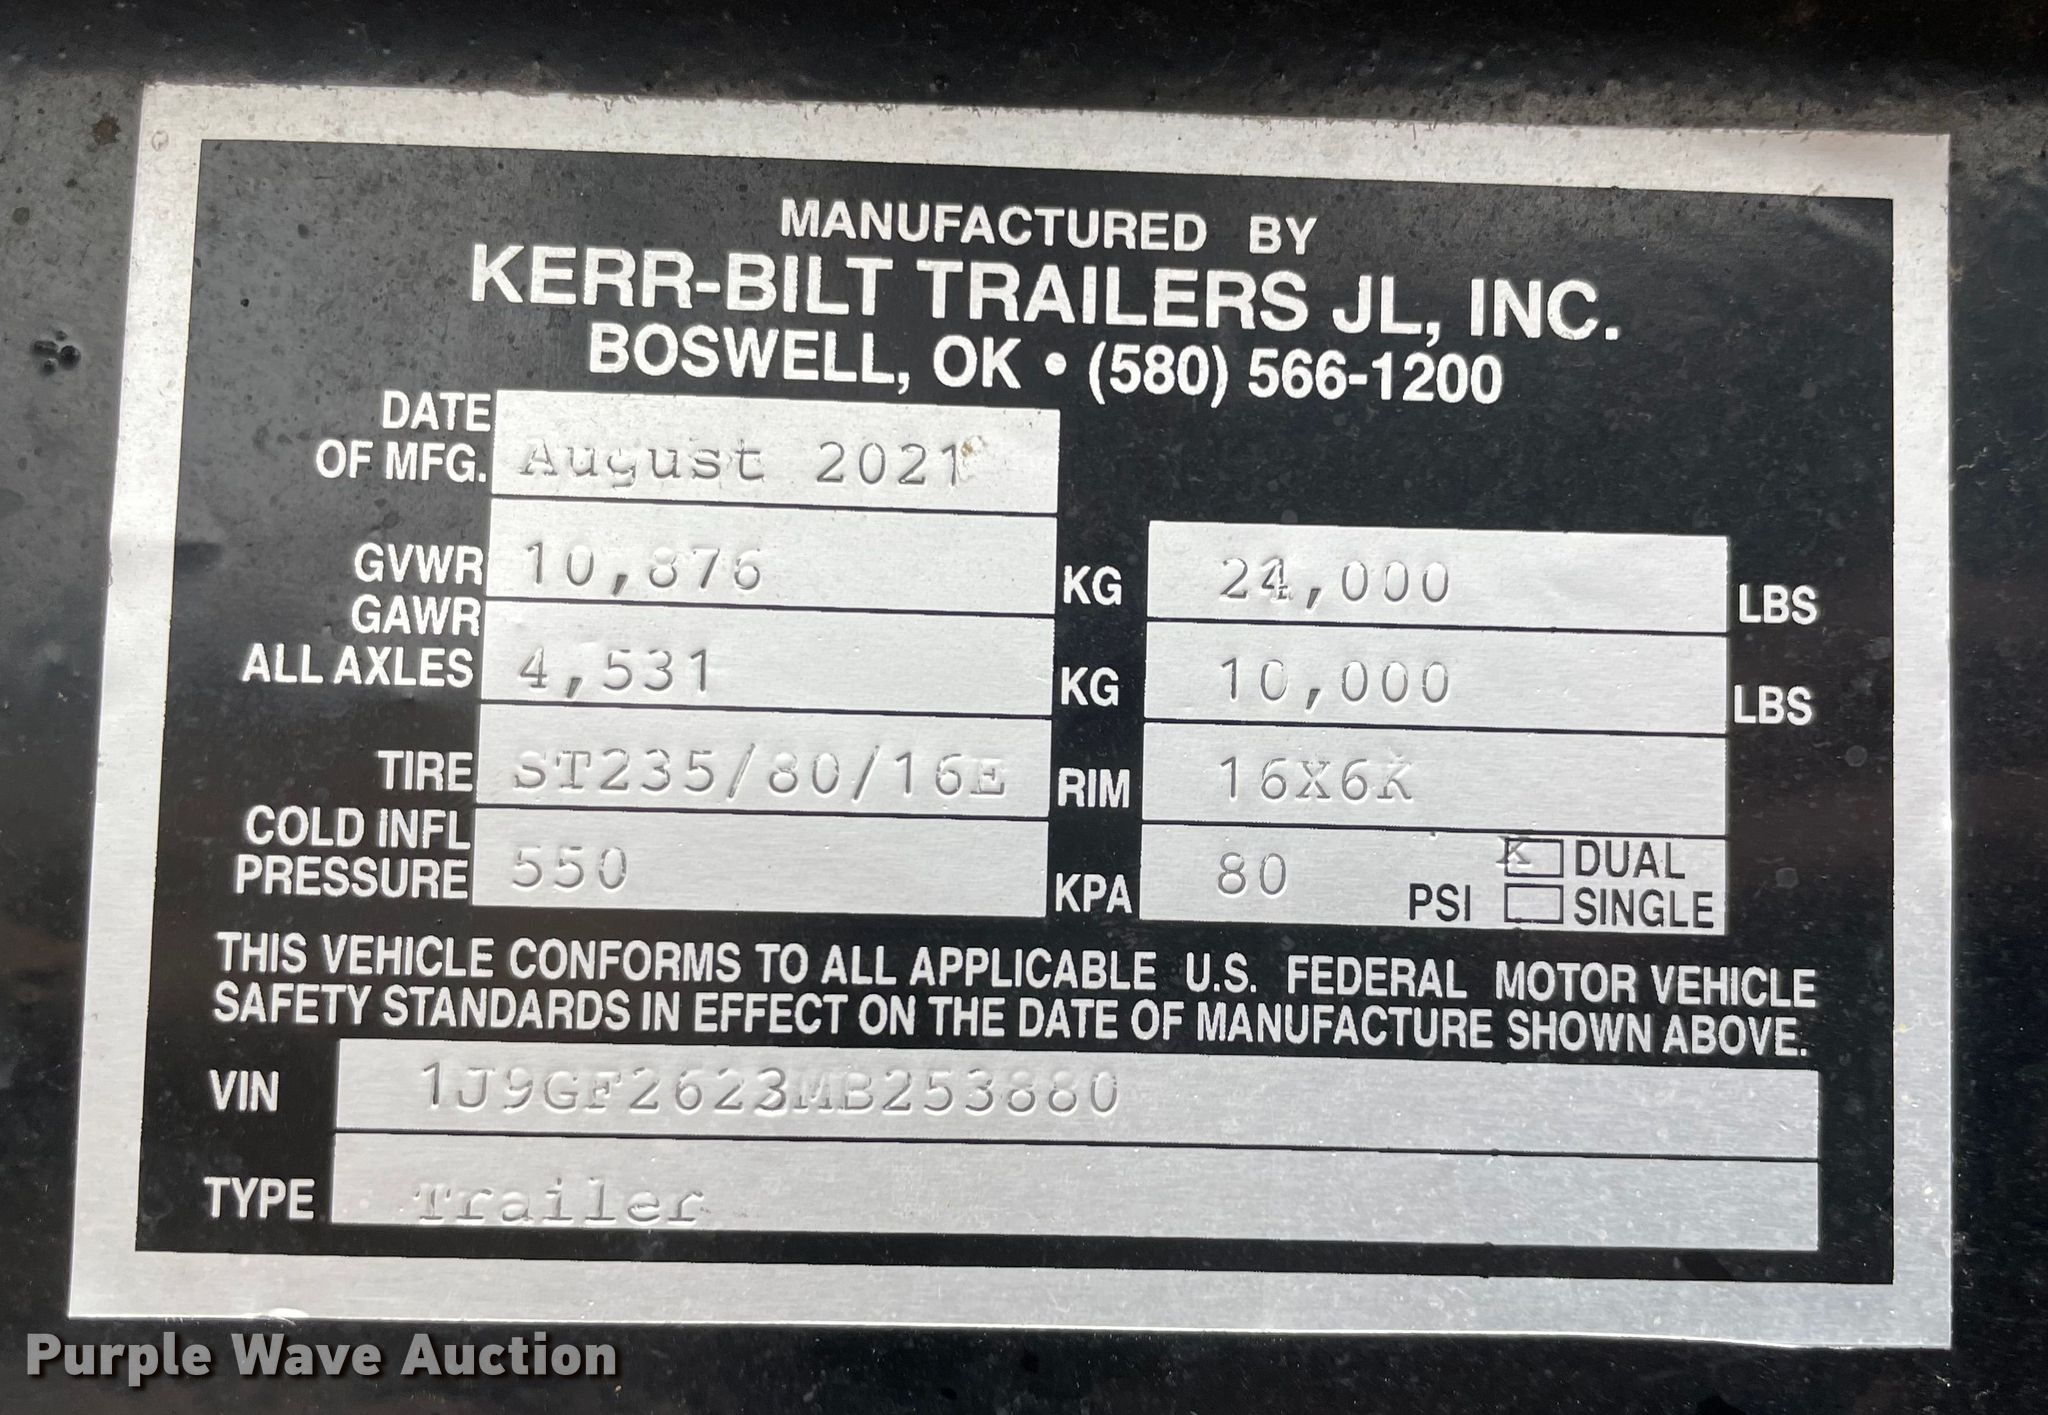 MANUFACTURED BY
KERR-BILT TRAILERS JL, INC.
BOSWELL, OK • (580) 566-1200
DATE OF MFG. August 2021
GVWR 10,876 KG 24,000 LBS
GAWR ALL AXLES 4,531 KG 10,000 LBS
TIRE ST235/80/16E RIM 16X6K
COLD INFL PRESSURE 550 KPA 80 PSI X DUAL
SINGLE
THIS VEHICLE CONFORMS TO ALL APPLICABLE U.S. FEDERAL MOTOR VEHICLE
SAFETY STANDARDS IN EFFECT ON THE DATE OF MANUFACTURE SHOWN ABOVE.
VIN 1J9GF2623MB253880
TYPE Trailer
Purple Wave Auction